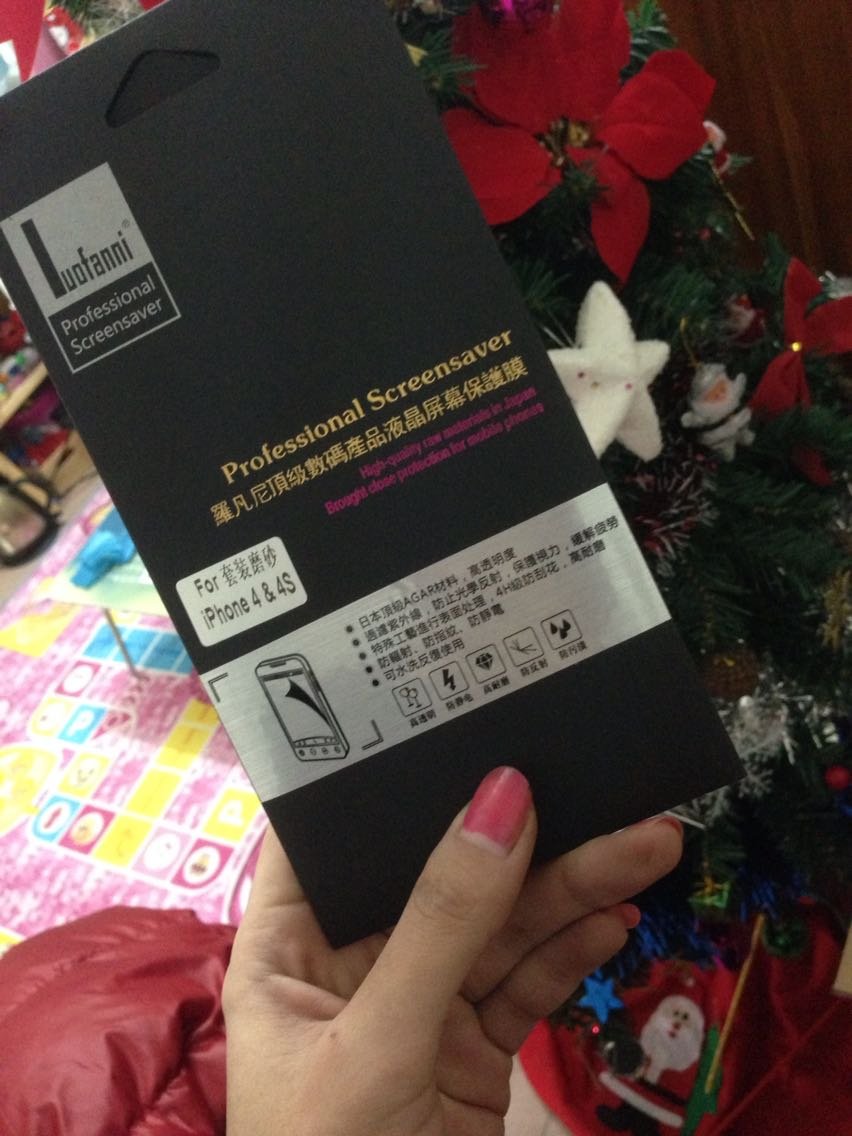 Luofanni®
Professional
Screensaver
Professional Screensaver
羅凡尼頂級數碼產品液晶屏幕保護膜
High-quality raw materials in Japan
Brought close protection for mobile phones
For 套装磨砂
iPhone 4 & 4S
日本頂級AGAR材料，高透明度
過濾紫外線，防止光學反射，保護視力，緩解疲勞
特殊工藝進行表面处理，4H級防刮花，高耐磨
防輻射、防指紋、防靜電
可水洗反復使用
高透明 防静电 高耐磨 防反射 防污膜